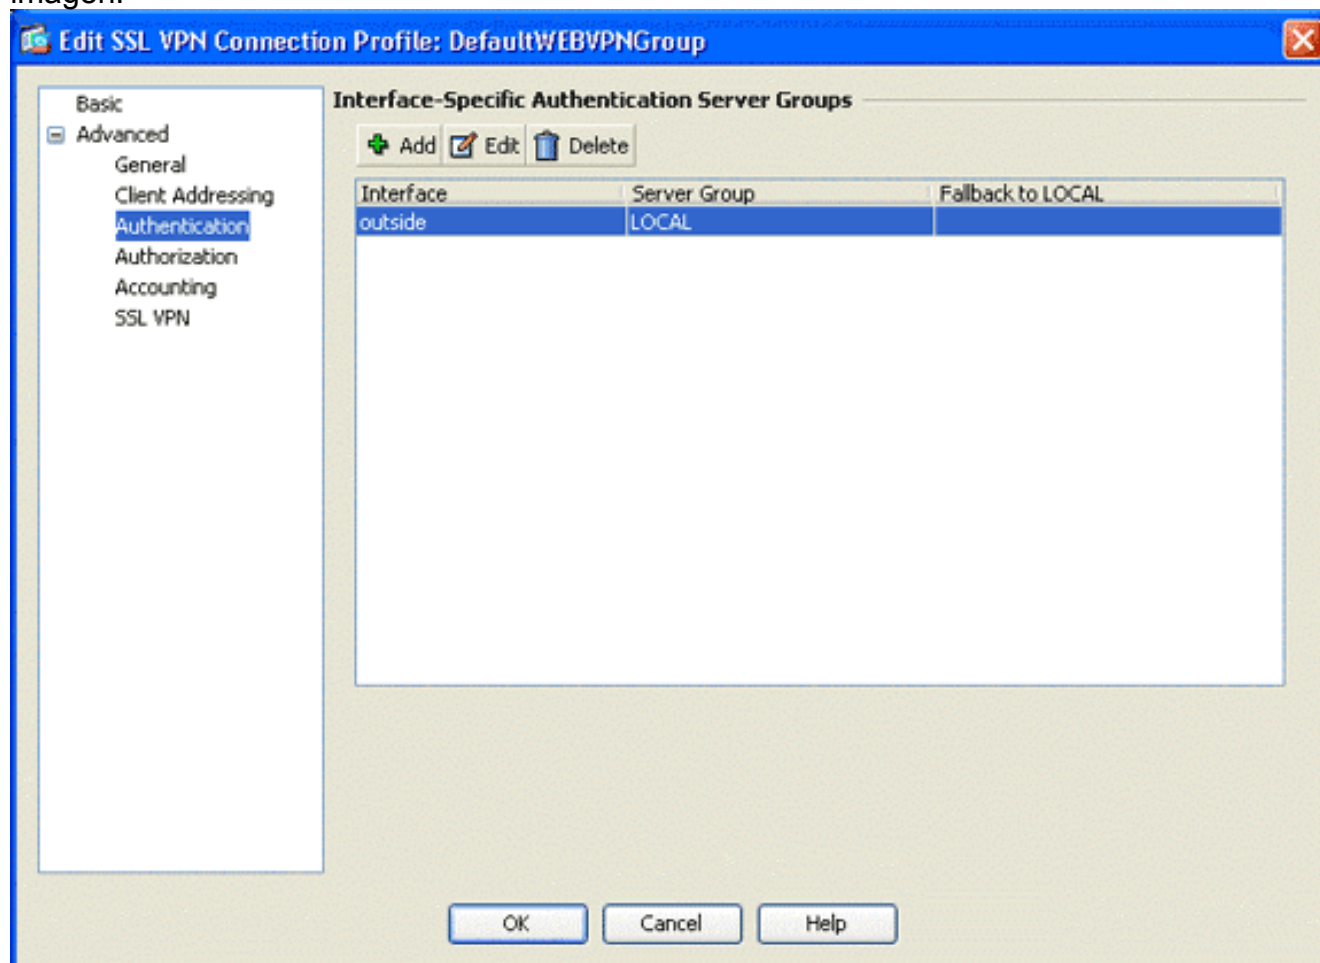 imagen.
Edit SSL VPN Connection Profile: DefaultWEBVPNGroup
Basic
Advanced
General
Client Addressing
Authentication
Authorization
Accounting
SSL VPN
Interface-Specific Authentication Server Groups
Add Edit Delete
Interface Server Group Fallback to LOCAL
outside LOCAL
OK Cancel Help